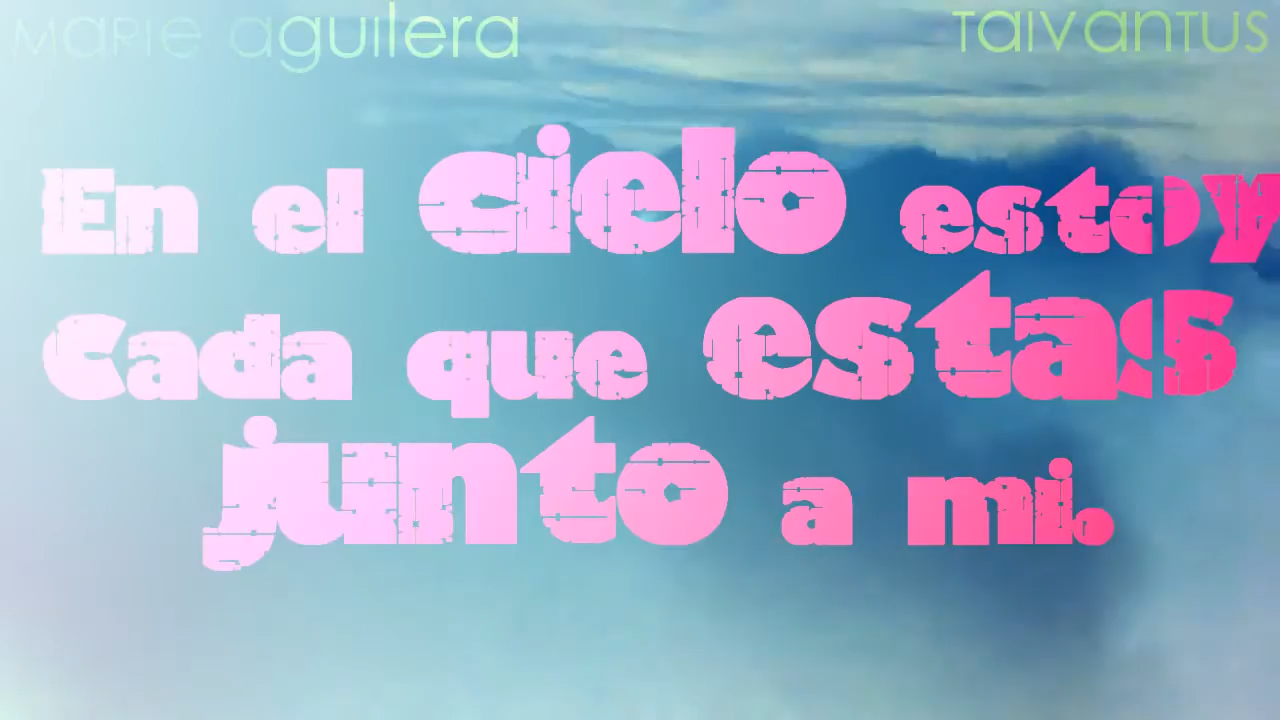 Marie aguilera
Taivantus
En el cielo estoy
Cada que estas
junto a mi.